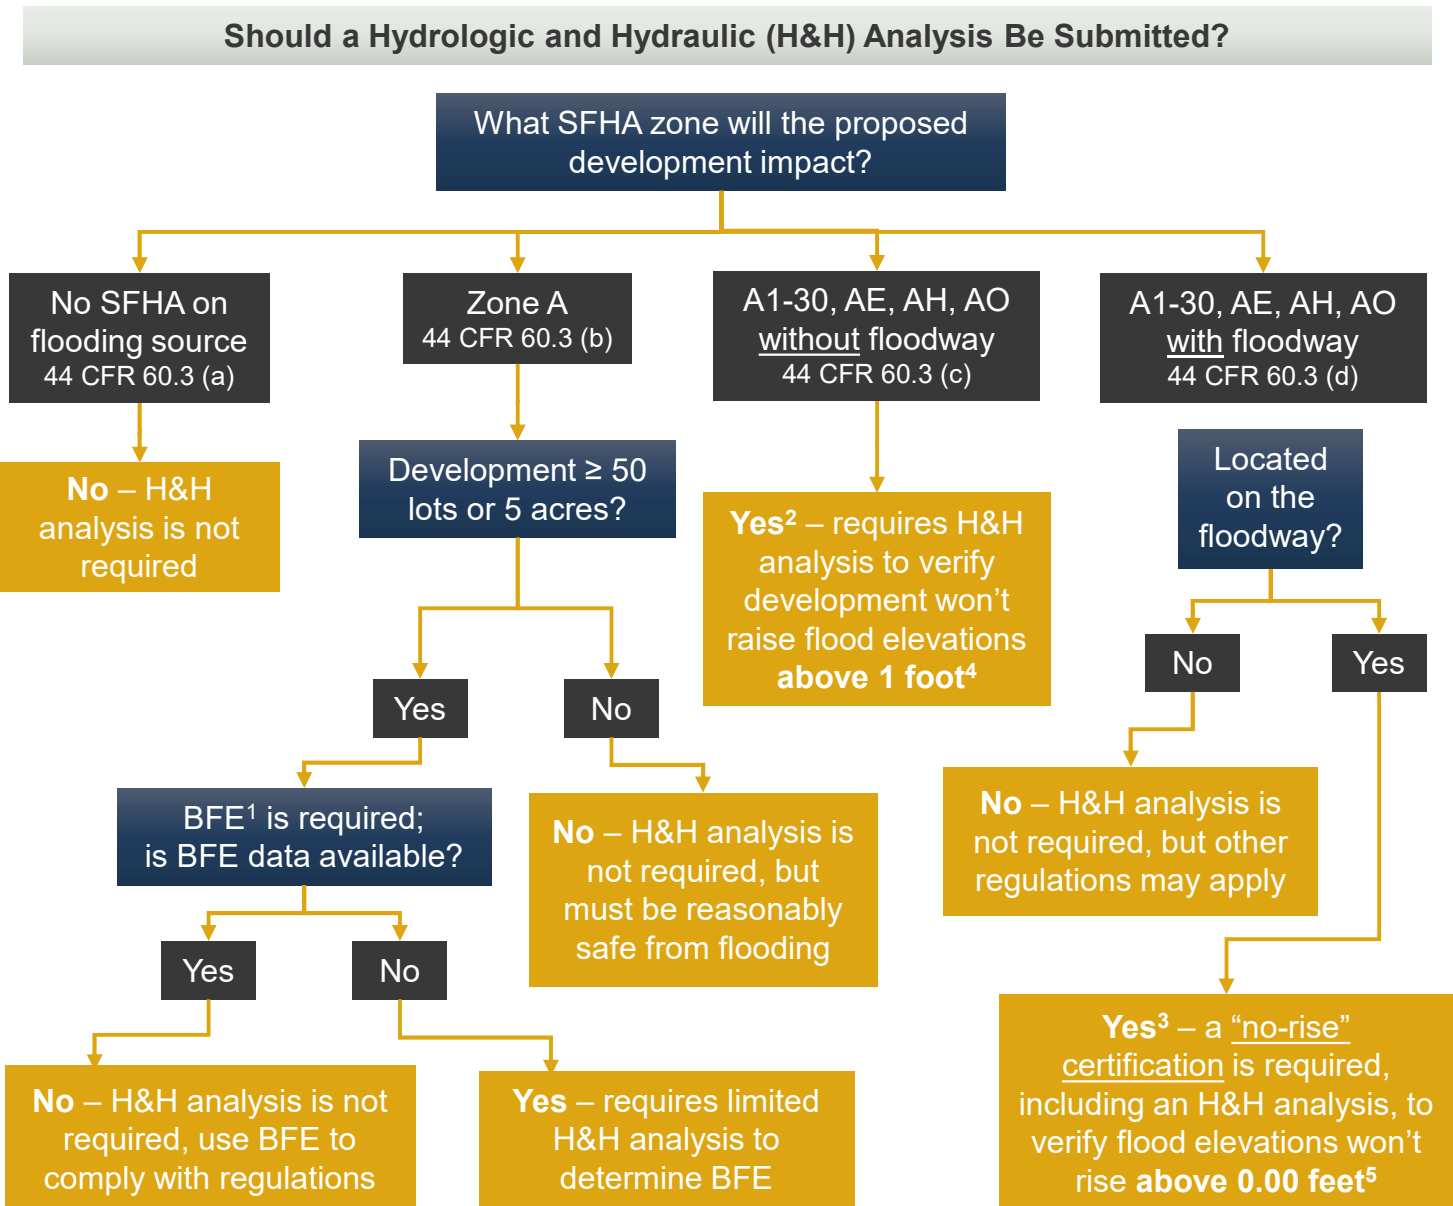 Should a Hydrologic and Hydraulic (H&H) Analysis Be Submitted?
What SFHA zone will the proposed
development impact?
No SFHA on
flooding source
44 CFR 60.3 (a)
No – H&H
analysis is not
required
Zone A
44 CFR 60.3 (b)
Development ≥ 50
lots or 5 acres?
Yes
No
BFE¹ is required;
is BFE data available?
Yes
No
No – H&H analysis is not
required, use BFE to
comply with regulations
Yes – requires limited
H&H analysis to
determine BFE
No – H&H analysis is
not required, but
must be reasonably
safe from flooding
A1-30, AE, AH, AO
without floodway
44 CFR 60.3 (c)
Yes² – requires H&H
analysis to verify
development won’t
raise flood elevations
above 1 foot⁴
A1-30, AE, AH, AO
with floodway
44 CFR 60.3 (d)
Located
on the
floodway?
No
Yes
No – H&H analysis is
not required, but other
regulations may apply
Yes³ – a “no-rise”
certification is required,
including an H&H analysis, to
verify flood elevations won’t
rise above 0.00 feet⁵